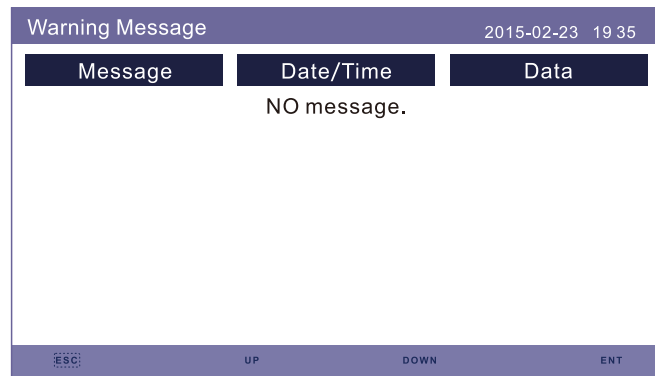 Warning Message 2015-02-23 19 35
Message Date/Time Data
NO message.
ESC UP DOWN ENT